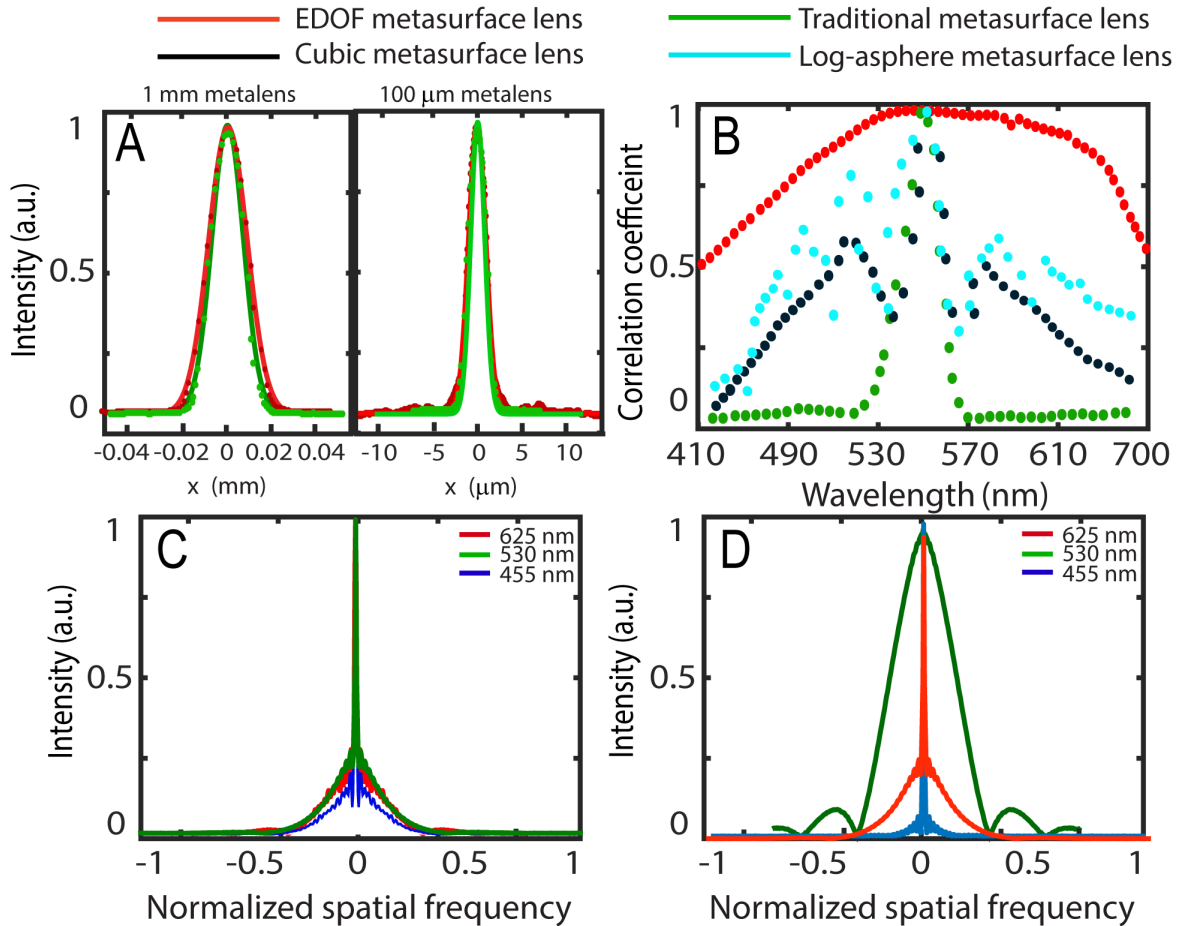 EDOF metasurface lens
Cubic metasurface lens
Traditional metasurface lens
Log-asphere metasurface lens
1 mm metalens
100 μm metalens
A
1
0.5
0
Intensity (a.u.)
-0.04 -0.02 0 0.02 0.04
x (mm)
-10 -5 0 5 10
x (μm)
B
1
0.5
0
Correlation coefficeint
410 490 530 570 610 700
Wavelength (nm)
C
625 nm
530 nm
455 nm
1
0.5
0
Intensity (a.u.)
-1 -0.5 0 0.5 1
Normalized spatial frequency
D
625 nm
530 nm
455 nm
1
0.5
0
Intensity (a.u.)
-1 -0.5 0 0.5 1
Normalized spatial frequency